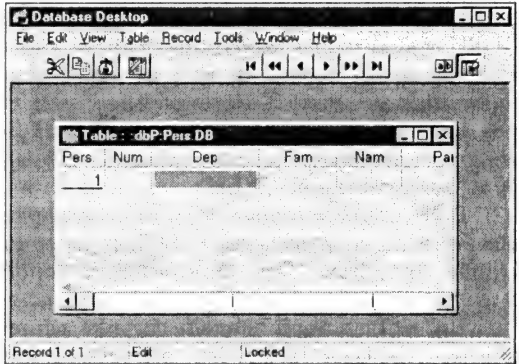 Database Desktop
File Edit View Table Record Tools Window Help
Table : :dbP:Pers.DB
Pers Num Dep Fam Nam Par
1
Record 1 of 1 Edit Locked